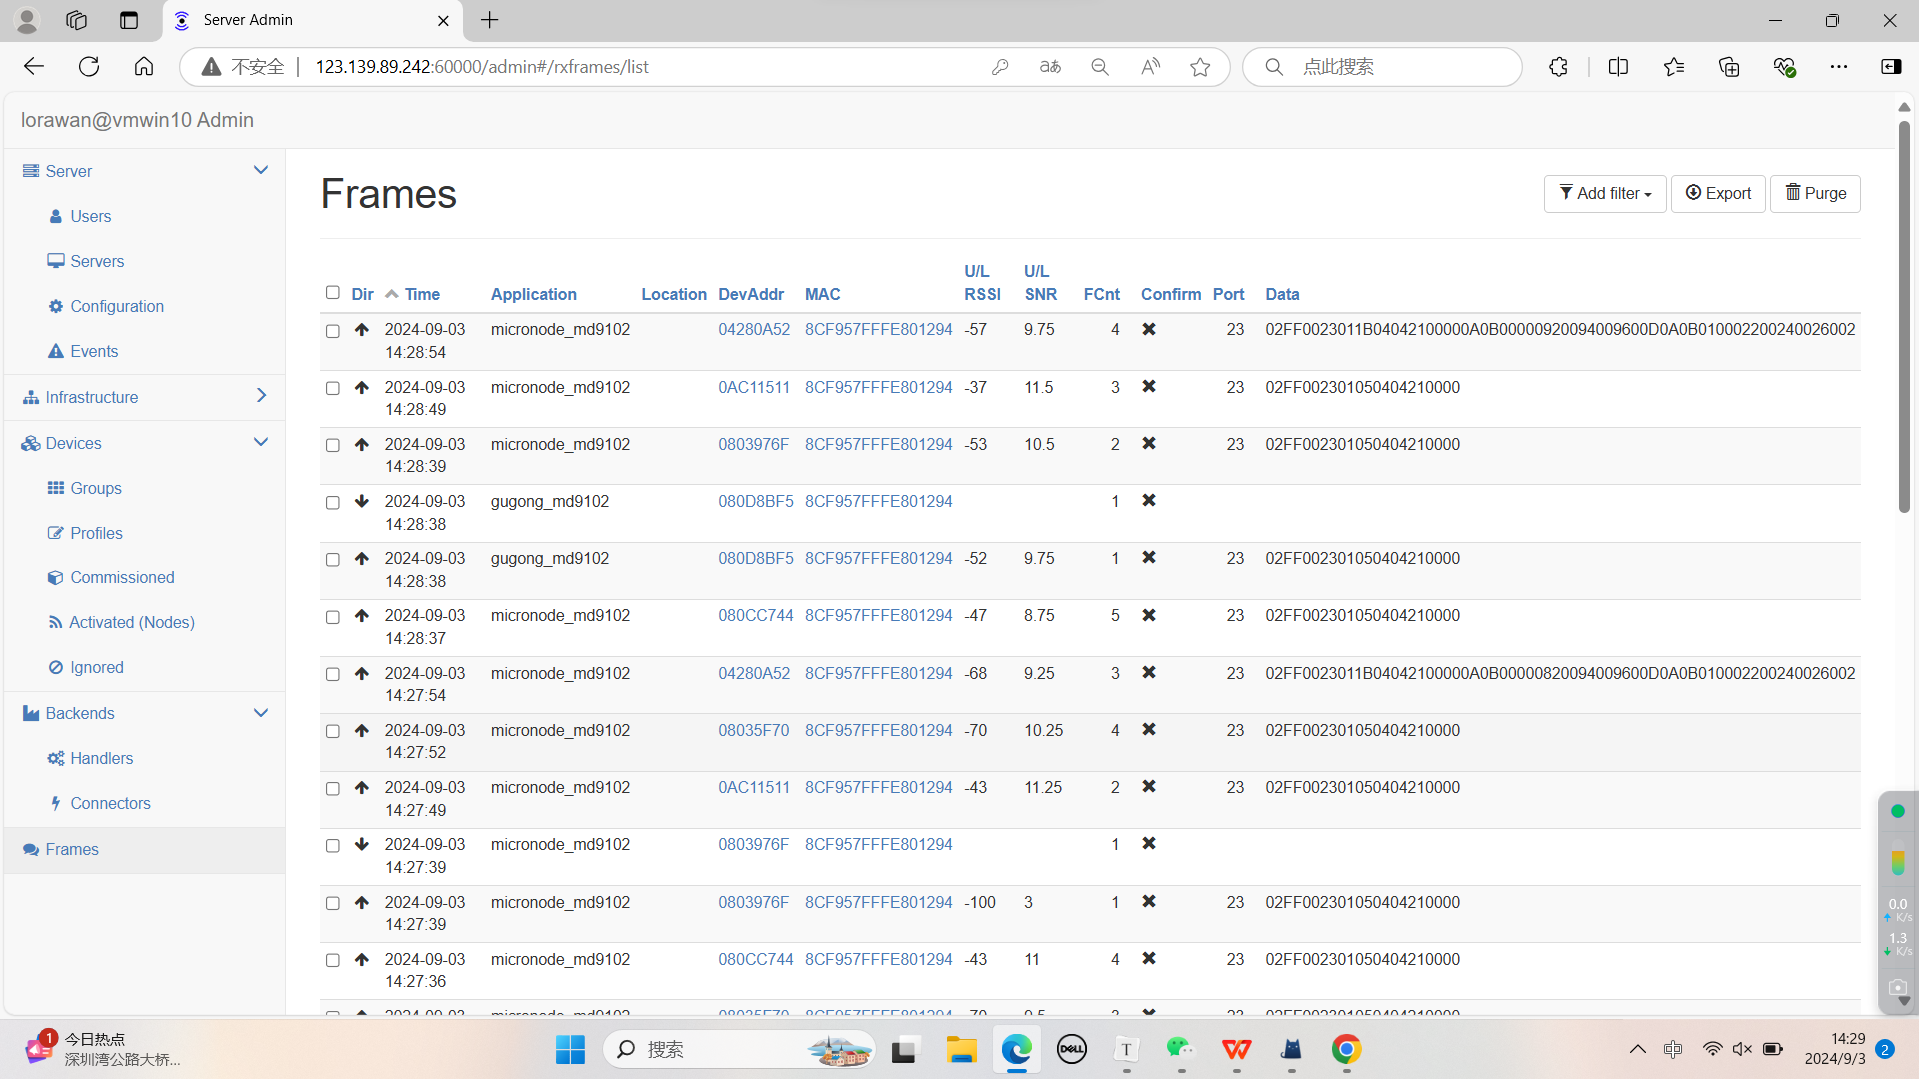 Server Admin
不安全
123.139.89.242:60000/admin#/rxframes/list
aあ
A
点此搜索
lorawan@vmwin10 Admin
Server
Users
Servers
Configuration
Events
Infrastructure
Devices
Groups
Profiles
Commissioned
Activated (Nodes)
Ignored
Backends
Handlers
Connectors
Frames
Frames
Add filter
Export
Purge
Dir Time Application Location DevAddr MAC U/L RSSI U/L SNR FCnt Confirm Port Data
2024-09-03 14:28:54 micronode_md9102 04280A52 8CF957FFFE801294 -57 9.75 4 23 02FF0023011B04042100000A0B00000920094009600D0A0B010002200240026002
2024-09-03 14:28:49 micronode_md9102 0AC11511 8CF957FFFE801294 -37 11.5 3 23 02FF002301050404210000
2024-09-03 14:28:39 micronode_md9102 0803976F 8CF957FFFE801294 -53 10.5 2 23 02FF002301050404210000
2024-09-03 14:28:38 gugong_md9102 080D8BF5 8CF957FFFE801294 1
2024-09-03 14:28:38 gugong_md9102 080D8BF5 8CF957FFFE801294 -52 9.75 1 23 02FF002301050404210000
2024-09-03 14:28:37 micronode_md9102 080CC744 8CF957FFFE801294 -47 8.75 5 23 02FF002301050404210000
2024-09-03 14:27:54 micronode_md9102 04280A52 8CF957FFFE801294 -68 9.25 3 23 02FF0023011B04042100000A0B00000820094009600D0A0B010002200240026002
2024-09-03 14:27:52 micronode_md9102 08035F70 8CF957FFFE801294 -70 10.25 4 23 02FF002301050404210000
2024-09-03 14:27:49 micronode_md9102 0AC11511 8CF957FFFE801294 -43 11.25 2 23 02FF002301050404210000
2024-09-03 14:27:39 micronode_md9102 0803976F 8CF957FFFE801294 1
2024-09-03 14:27:39 micronode_md9102 0803976F 8CF957FFFE801294 -100 3 1 23 02FF002301050404210000
2024-09-03 14:27:36 micronode_md9102 080CC744 8CF957FFFE801294 -43 11 4 23 02FF002301050404210000
0.0
K/s
1.3
K/s
1
今日热点
深圳湾公路大桥...
搜索
DELL
T
中
14:29
2024/9/3
2